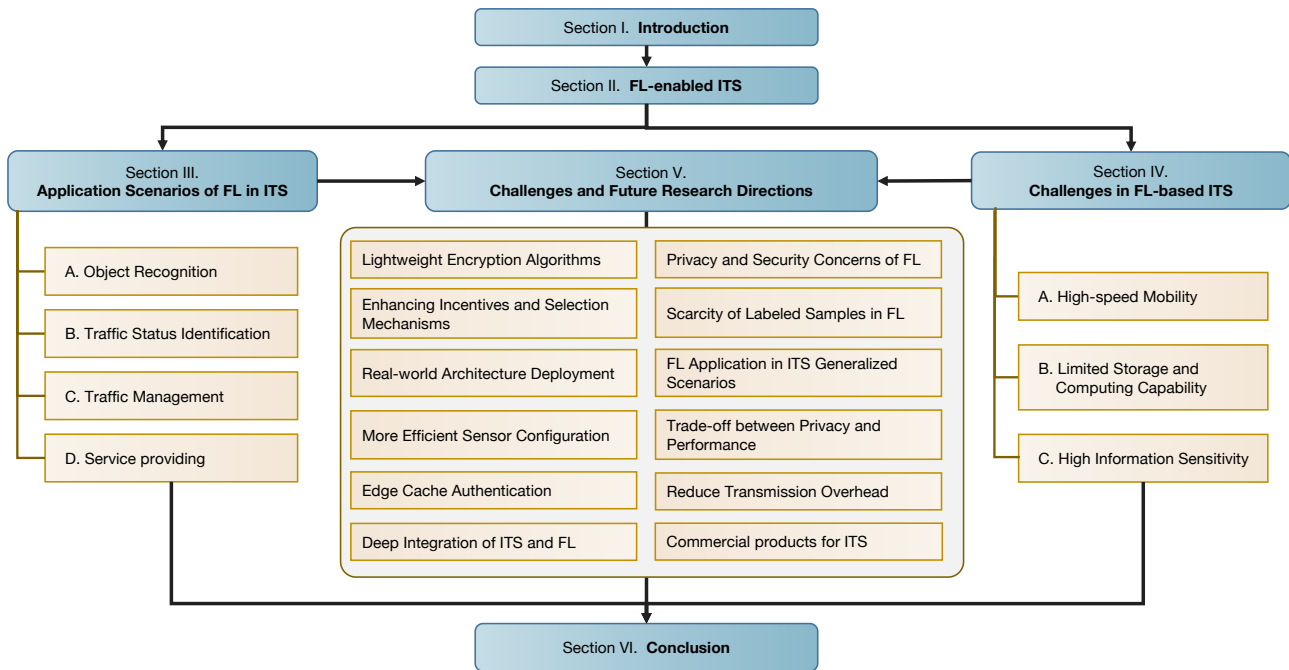 Section I. Introduction
Section II. FL-enabled ITS
Section III.
Application Scenarios of FL in ITS
A. Object Recognition
B. Traffic Status Identification
C. Traffic Management
D. Service providing
Section V.
Challenges and Future Research Directions
Lightweight Encryption Algorithms
Enhancing Incentives and Selection
Mechanisms
Real-world Architecture Deployment
More Efficient Sensor Configuration
Edge Cache Authentication
Deep Integration of ITS and FL
Privacy and Security Concerns of FL
Scarcity of Labeled Samples in FL
FL Application in ITS Generalized
Scenarios
Trade-off between Privacy and
Performance
Reduce Transmission Overhead
Commercial products for ITS
Section IV.
Challenges in FL-based ITS
A. High-speed Mobility
B. Limited Storage and
Computing Capability
C. High Information Sensitivity
Section VI. Conclusion